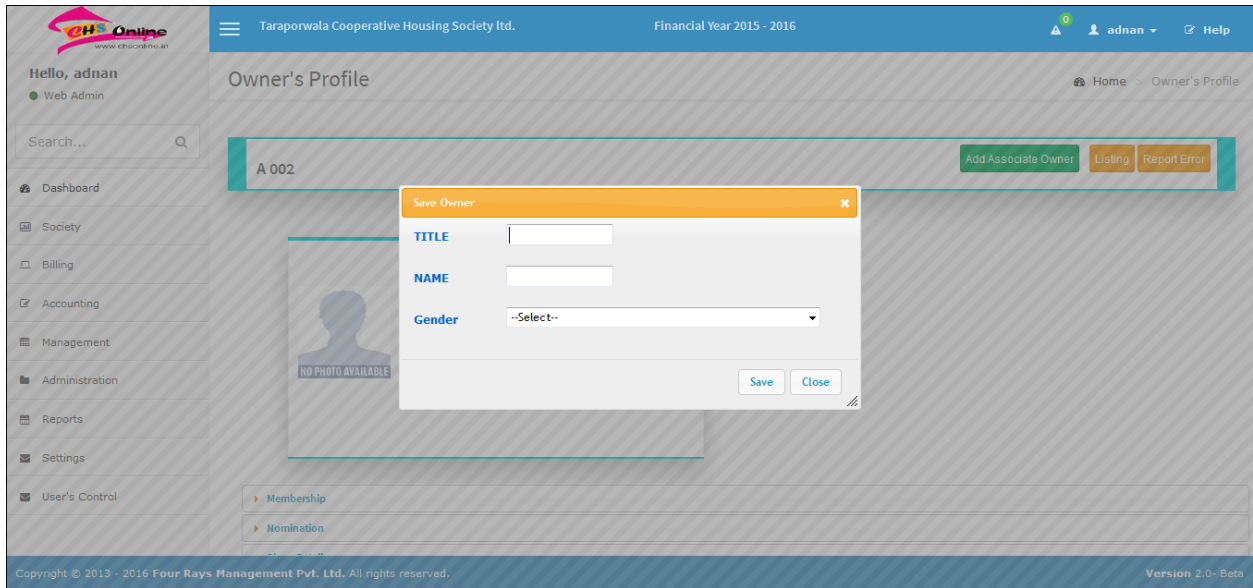 CHS Online
www.chsonline.in
Taraporwala Cooperative Housing Society ltd.
Financial Year 2015 - 2016
0
adnan
Help
Hello, adnan
Web Admin
Search...
Dashboard
Society
Billing
Accounting
Management
Administration
Reports
Settings
User's Control
Owner's Profile
Home > Owner's Profile
A 002
Add Associate Owner
Listing
Report Error
Save Owner
TITLE
NAME
Gender
--Select--
Save
Close
NO PHOTO AVAILABLE
Membership
Nomination
Copyright © 2013 - 2016 Four Rays Management Pvt. Ltd. All rights reserved.
Version 2.0- Beta